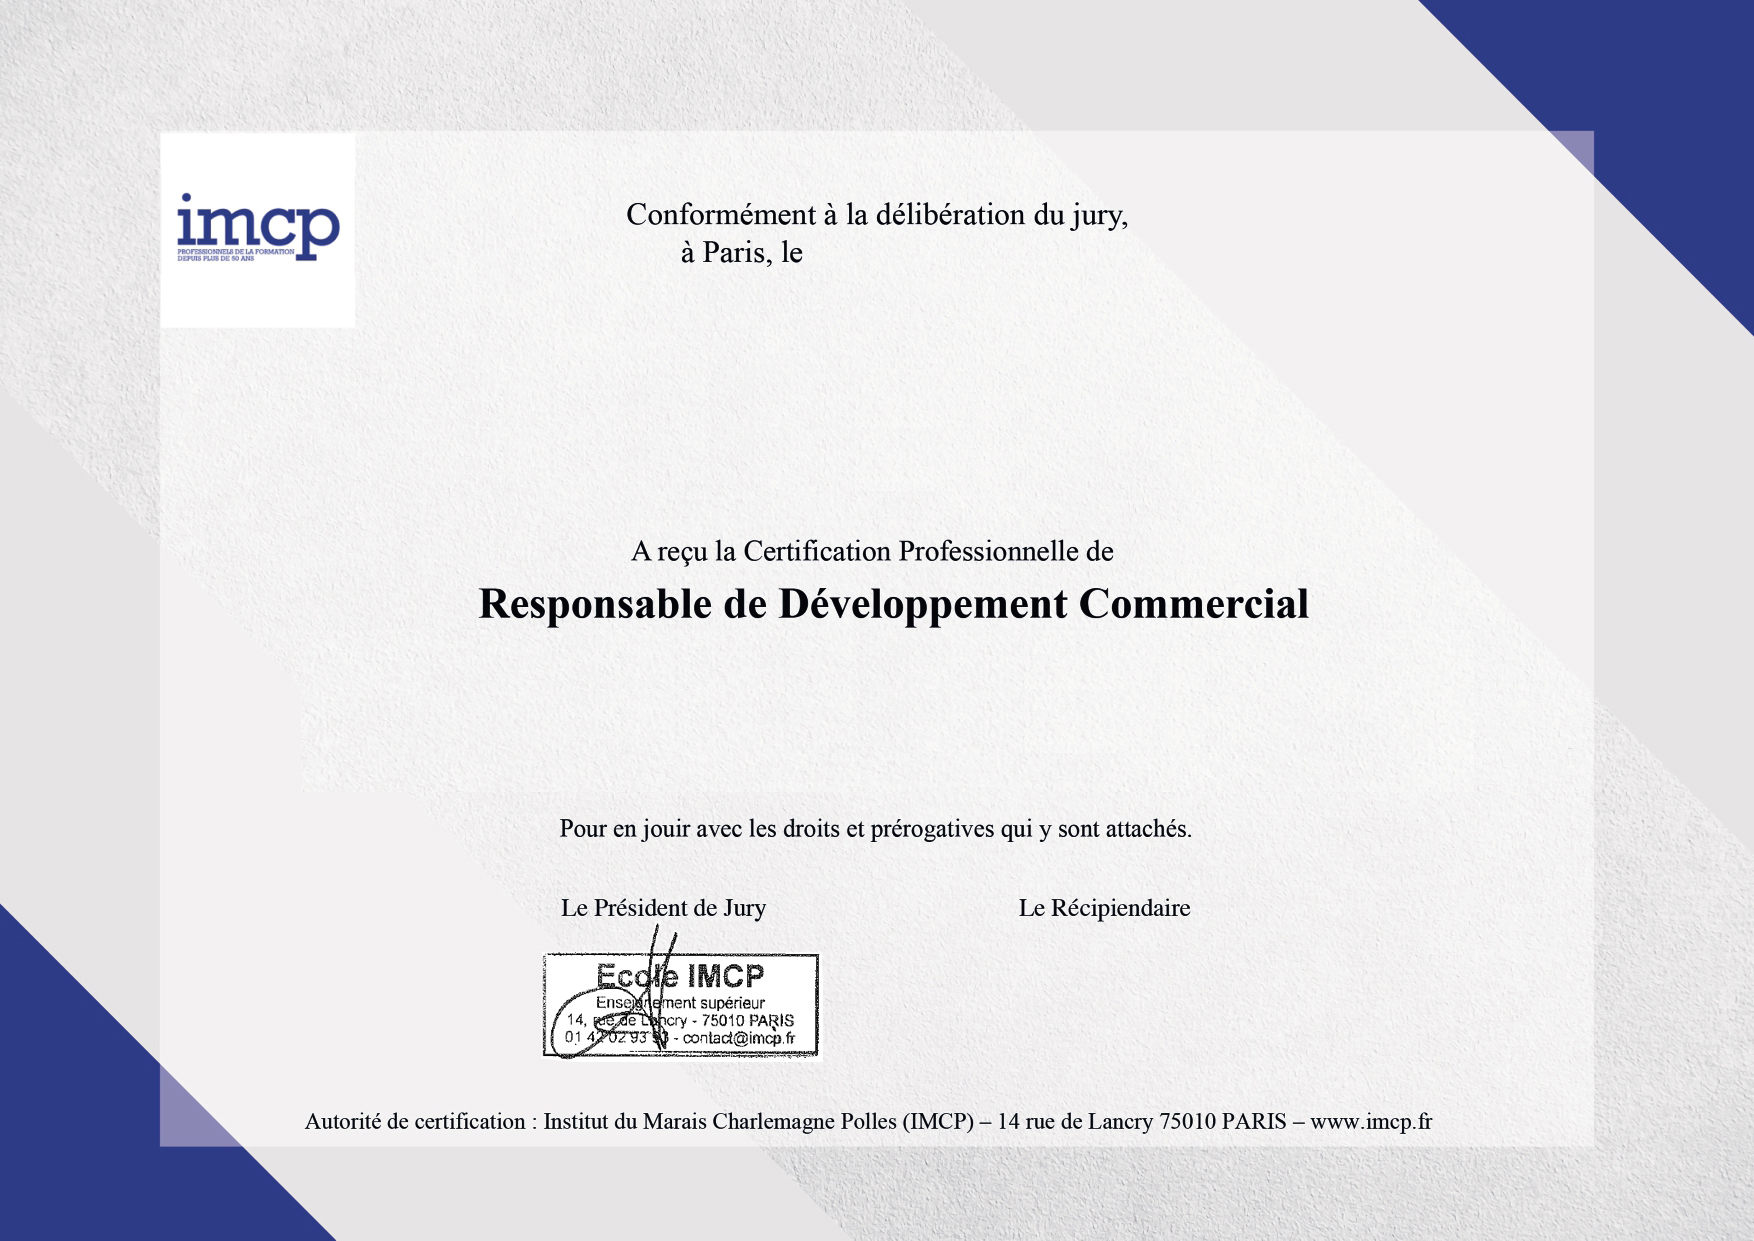 imcp
PROFESSIONNELS DE LA FORMATION
DEPUIS PLUS DE 50 ANS
Conformément à la délibération du jury,
à Paris, le
A reçu la Certification Professionnelle de
Responsable de Développement Commercial
Pour en jouir avec les droits et prérogatives qui y sont attachés.
Le Président de Jury
Le Récipiendaire
Ecole IMCP
Enseignement supérieur
14, rue de Lancry - 75010 PARIS
01 42 02 93 93 - contact@imcp.fr
Autorité de certification : Institut du Marais Charlemagne Polles (IMCP) – 14 rue de Lancry 75010 PARIS – www.imcp.fr